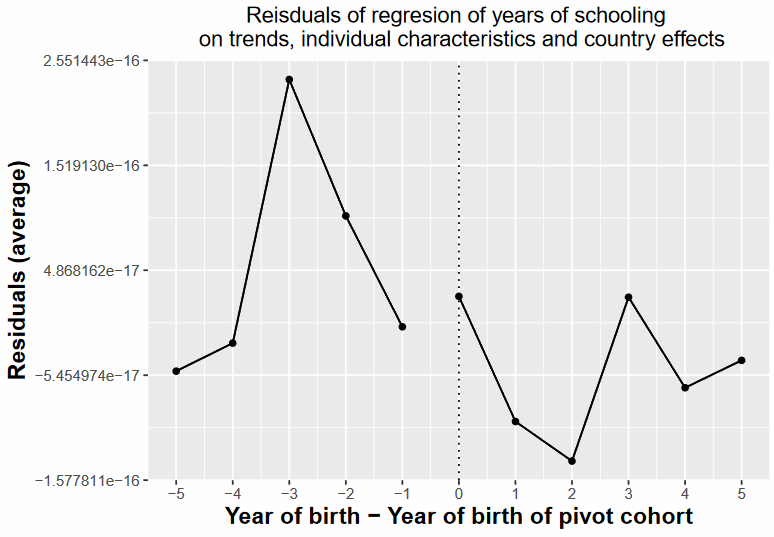 Reisduals of regresion of years of schooling
on trends, individual characteristics and country effects
2.551443e−16
1.519130e−16
4.868162e−17
−5.454974e−17
−1.577811e−16
Residuals (average)
−5 −4 −3 −2 −1 0 1 2 3 4 5
Year of birth − Year of birth of pivot cohort